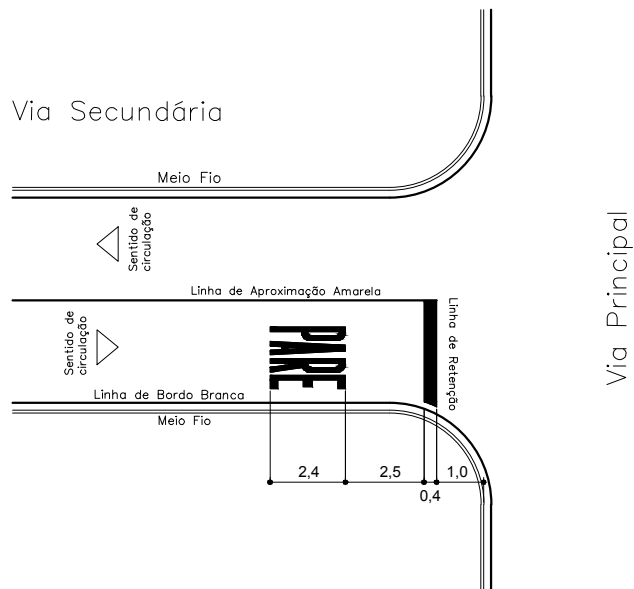 Via Secundária
Meio Fio
Sentido de
circulação
Linha de Aproximação Amarela
Sentido de
circulação
PARE
Linha de Retenção
Via Principal
Linha de Bordo Branca
Meio Fio
2,4
2,5
0,4
1,0